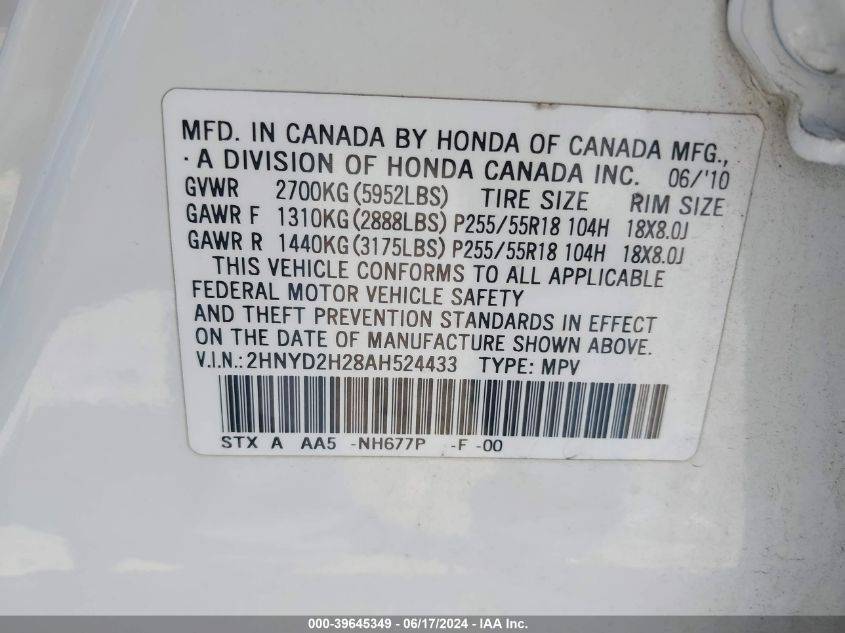 MFD. IN CANADA BY HONDA OF CANADA MFG.,
· A DIVISION OF HONDA CANADA INC. 06/'10
GVWR 2700KG(5952LBS) TIRE SIZE RIM SIZE
GAWR F 1310KG(2888LBS) P255/55R18 104H 18X8.0J
GAWR R 1440KG(3175LBS) P255/55R18 104H 18X8.0J
THIS VEHICLE CONFORMS TO ALL APPLICABLE
FEDERAL MOTOR VEHICLE SAFETY
AND THEFT PREVENTION STANDARDS IN EFFECT
ON THE DATE OF MANUFACTURE SHOWN ABOVE.
V.I.N.: 2HNYD2H28AH524433 TYPE: MPV
STX A AA5 -NH677P -F -00
000-39645349 - 06/17/2024 - IAA Inc.